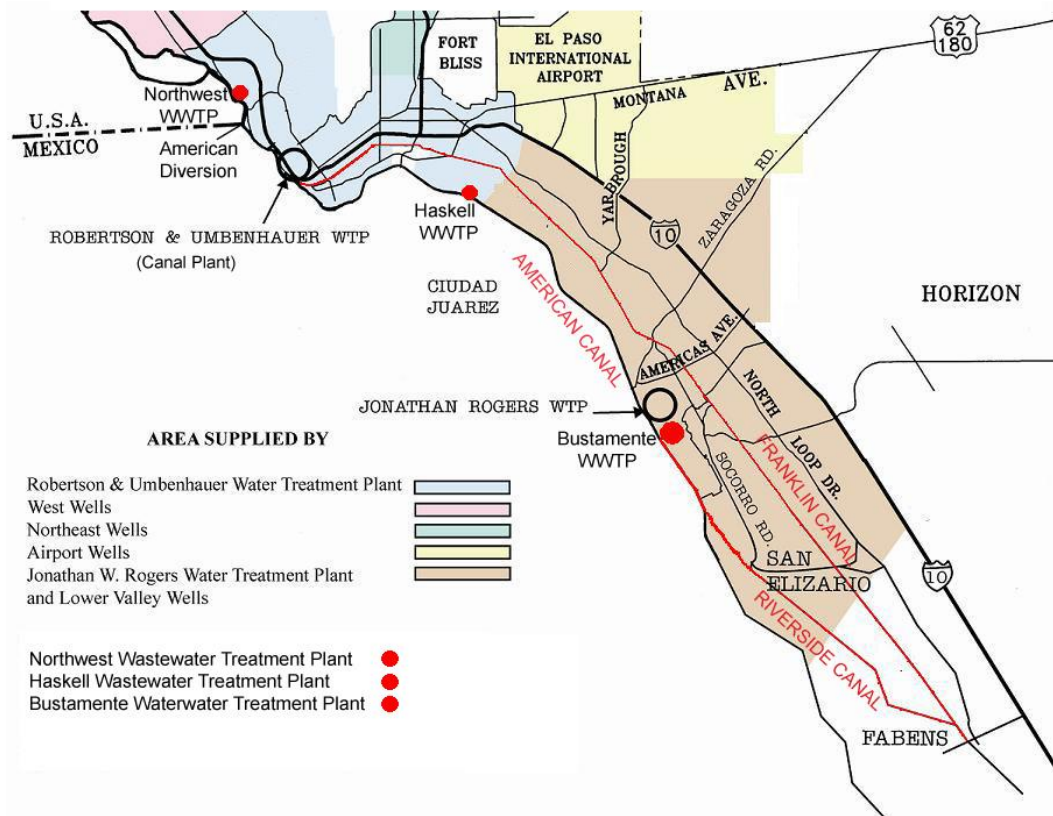 62
180
EL PASO
INTERNATIONAL
AIRPORT
FORT
BLISS
MONTANA AVE.
Northwest
WWTP
U.S.A.
MEXICO
American
Diversion
YARBROUGH
ZARAGOZA RD.
Haskell
WWTP
10
ROBERTSON & UMBENHAUER WTP
(Canal Plant)
AMERICAN CANAL
CIUDAD
JUAREZ
HORIZON
AMERICAS AVE.
JONATHAN ROGERS WTP
NORTH LOOP DR.
FRANKLIN CANAL
Bustamente
WWTP
SOCORRO RD.
AREA SUPPLIED BY
Robertson & Umbenhauer Water Treatment Plant
West Wells
Northeast Wells
Airport Wells
Jonathan W. Rogers Water Treatment Plant
and Lower Valley Wells
SAN
ELIZARIO
10
RIVERSIDE CANAL
Northwest Wastewater Treatment Plant
Haskell Wastewater Treatment Plant
Bustamente Waterwater Treatment Plant
FABENS